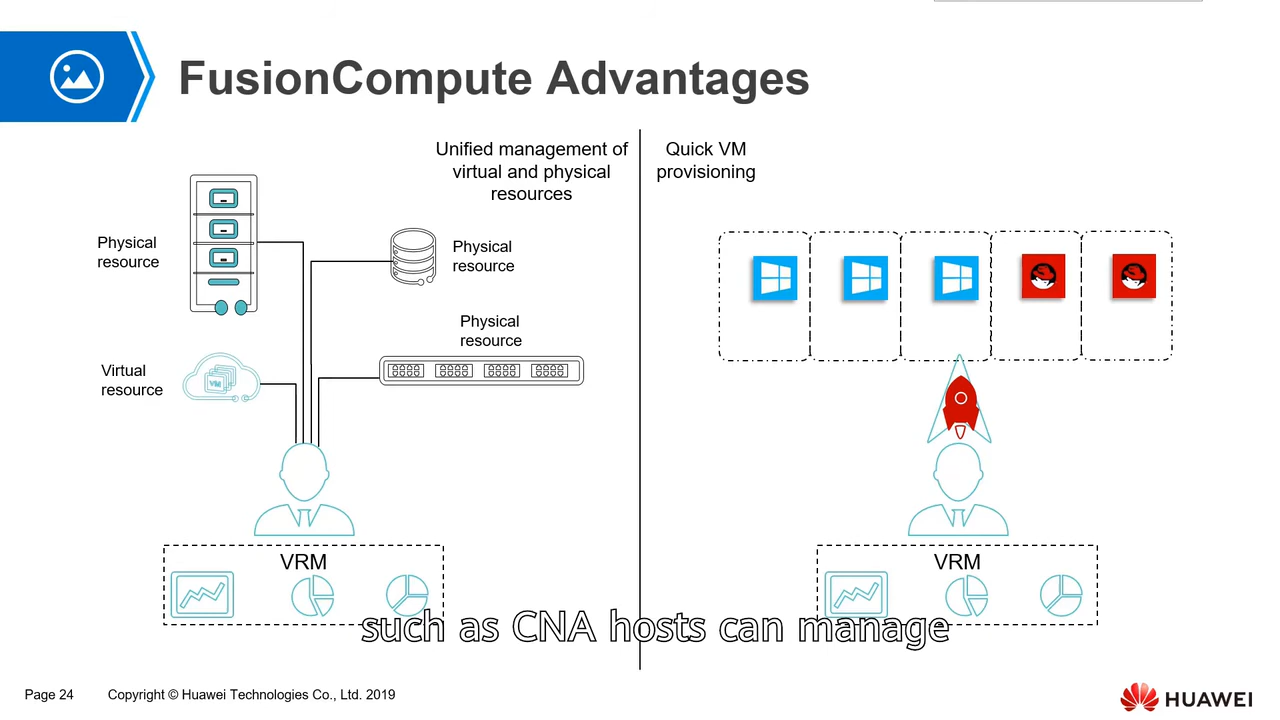 FusionCompute Advantages
Unified management of
virtual and physical
resources
Quick VM
provisioning
Physical
resource
Physical
resource
Physical
resource
Virtual
resource
VM
VRM
VRM
such as CNA hosts can manage
Page 24
Copyright © Huawei Technologies Co., Ltd. 2019
HUAWEI